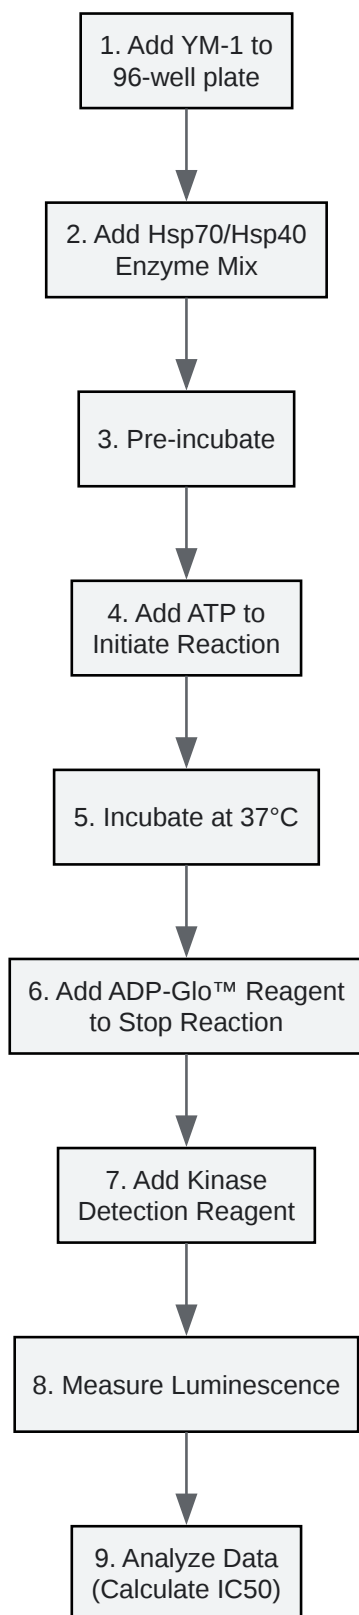 1. Add YM-1 to
96-well plate
2. Add Hsp70/Hsp40
Enzyme Mix
3. Pre-incubate
4. Add ATP to
Initiate Reaction
5. Incubate at 37°C
6. Add ADP-Glo™ Reagent
to Stop Reaction
7. Add Kinase
Detection Reagent
8. Measure Luminescence
9. Analyze Data
(Calculate IC50)